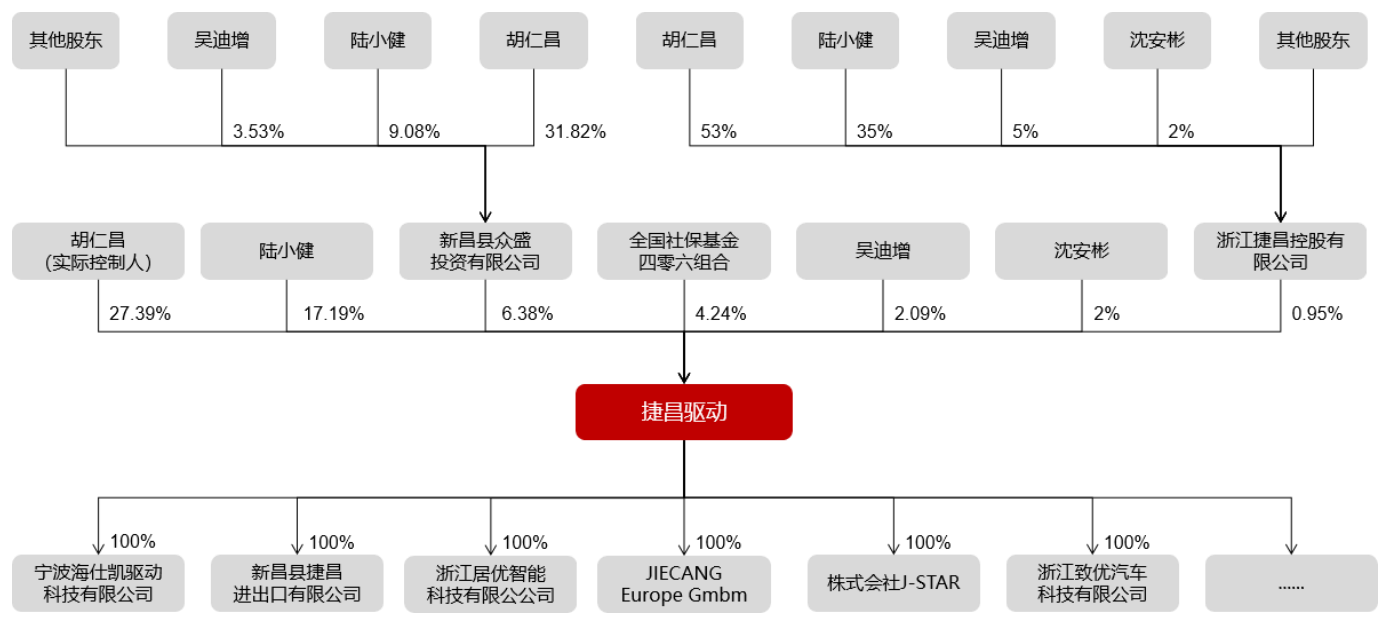 其他股东
吴迪增
陆小健
胡仁昌
胡仁昌
陆小健
吴迪增
沈安彬
其他股东
3.53%
9.08%
31.82%
53%
35%
5%
2%
胡仁昌
(实际控制人)
陆小健
新昌县众盛
投资有限公司
全国社保基金
四零六组合
吴迪增
沈安彬
浙江捷昌控股有
限公司
27.39%
17.19%
6.38%
4.24%
2.09%
2%
0.95%
捷昌驱动
100%
100%
100%
100%
100%
100%
宁波海仕凯驱动
科技有限公司
新昌县捷昌
进出口有限公司
浙江居优智能
科技有限公公司
JIECANG
Europe Gmbm
株式会社J-STAR
浙江致优汽车
科技有限公司
......